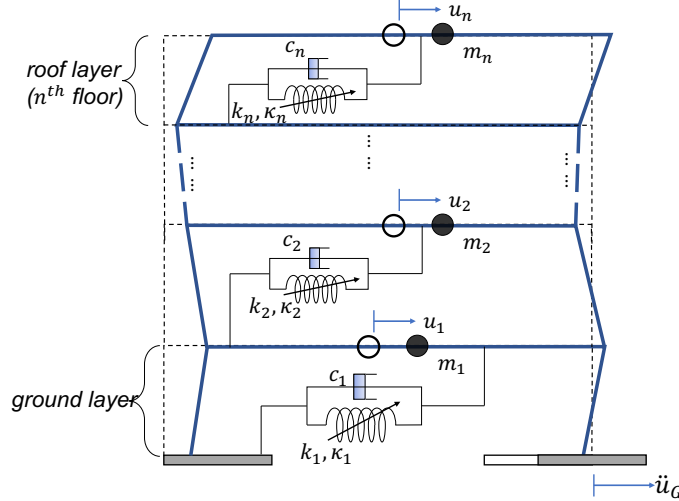 u_n
c_n
m_n
roof layer
(n^{th} floor)
k_n, κ_n
...
...
...
u_2
c_2
m_2
k_2, κ_2
u_1
m_1
c_1
ground layer
k_1, κ_1
ü_G